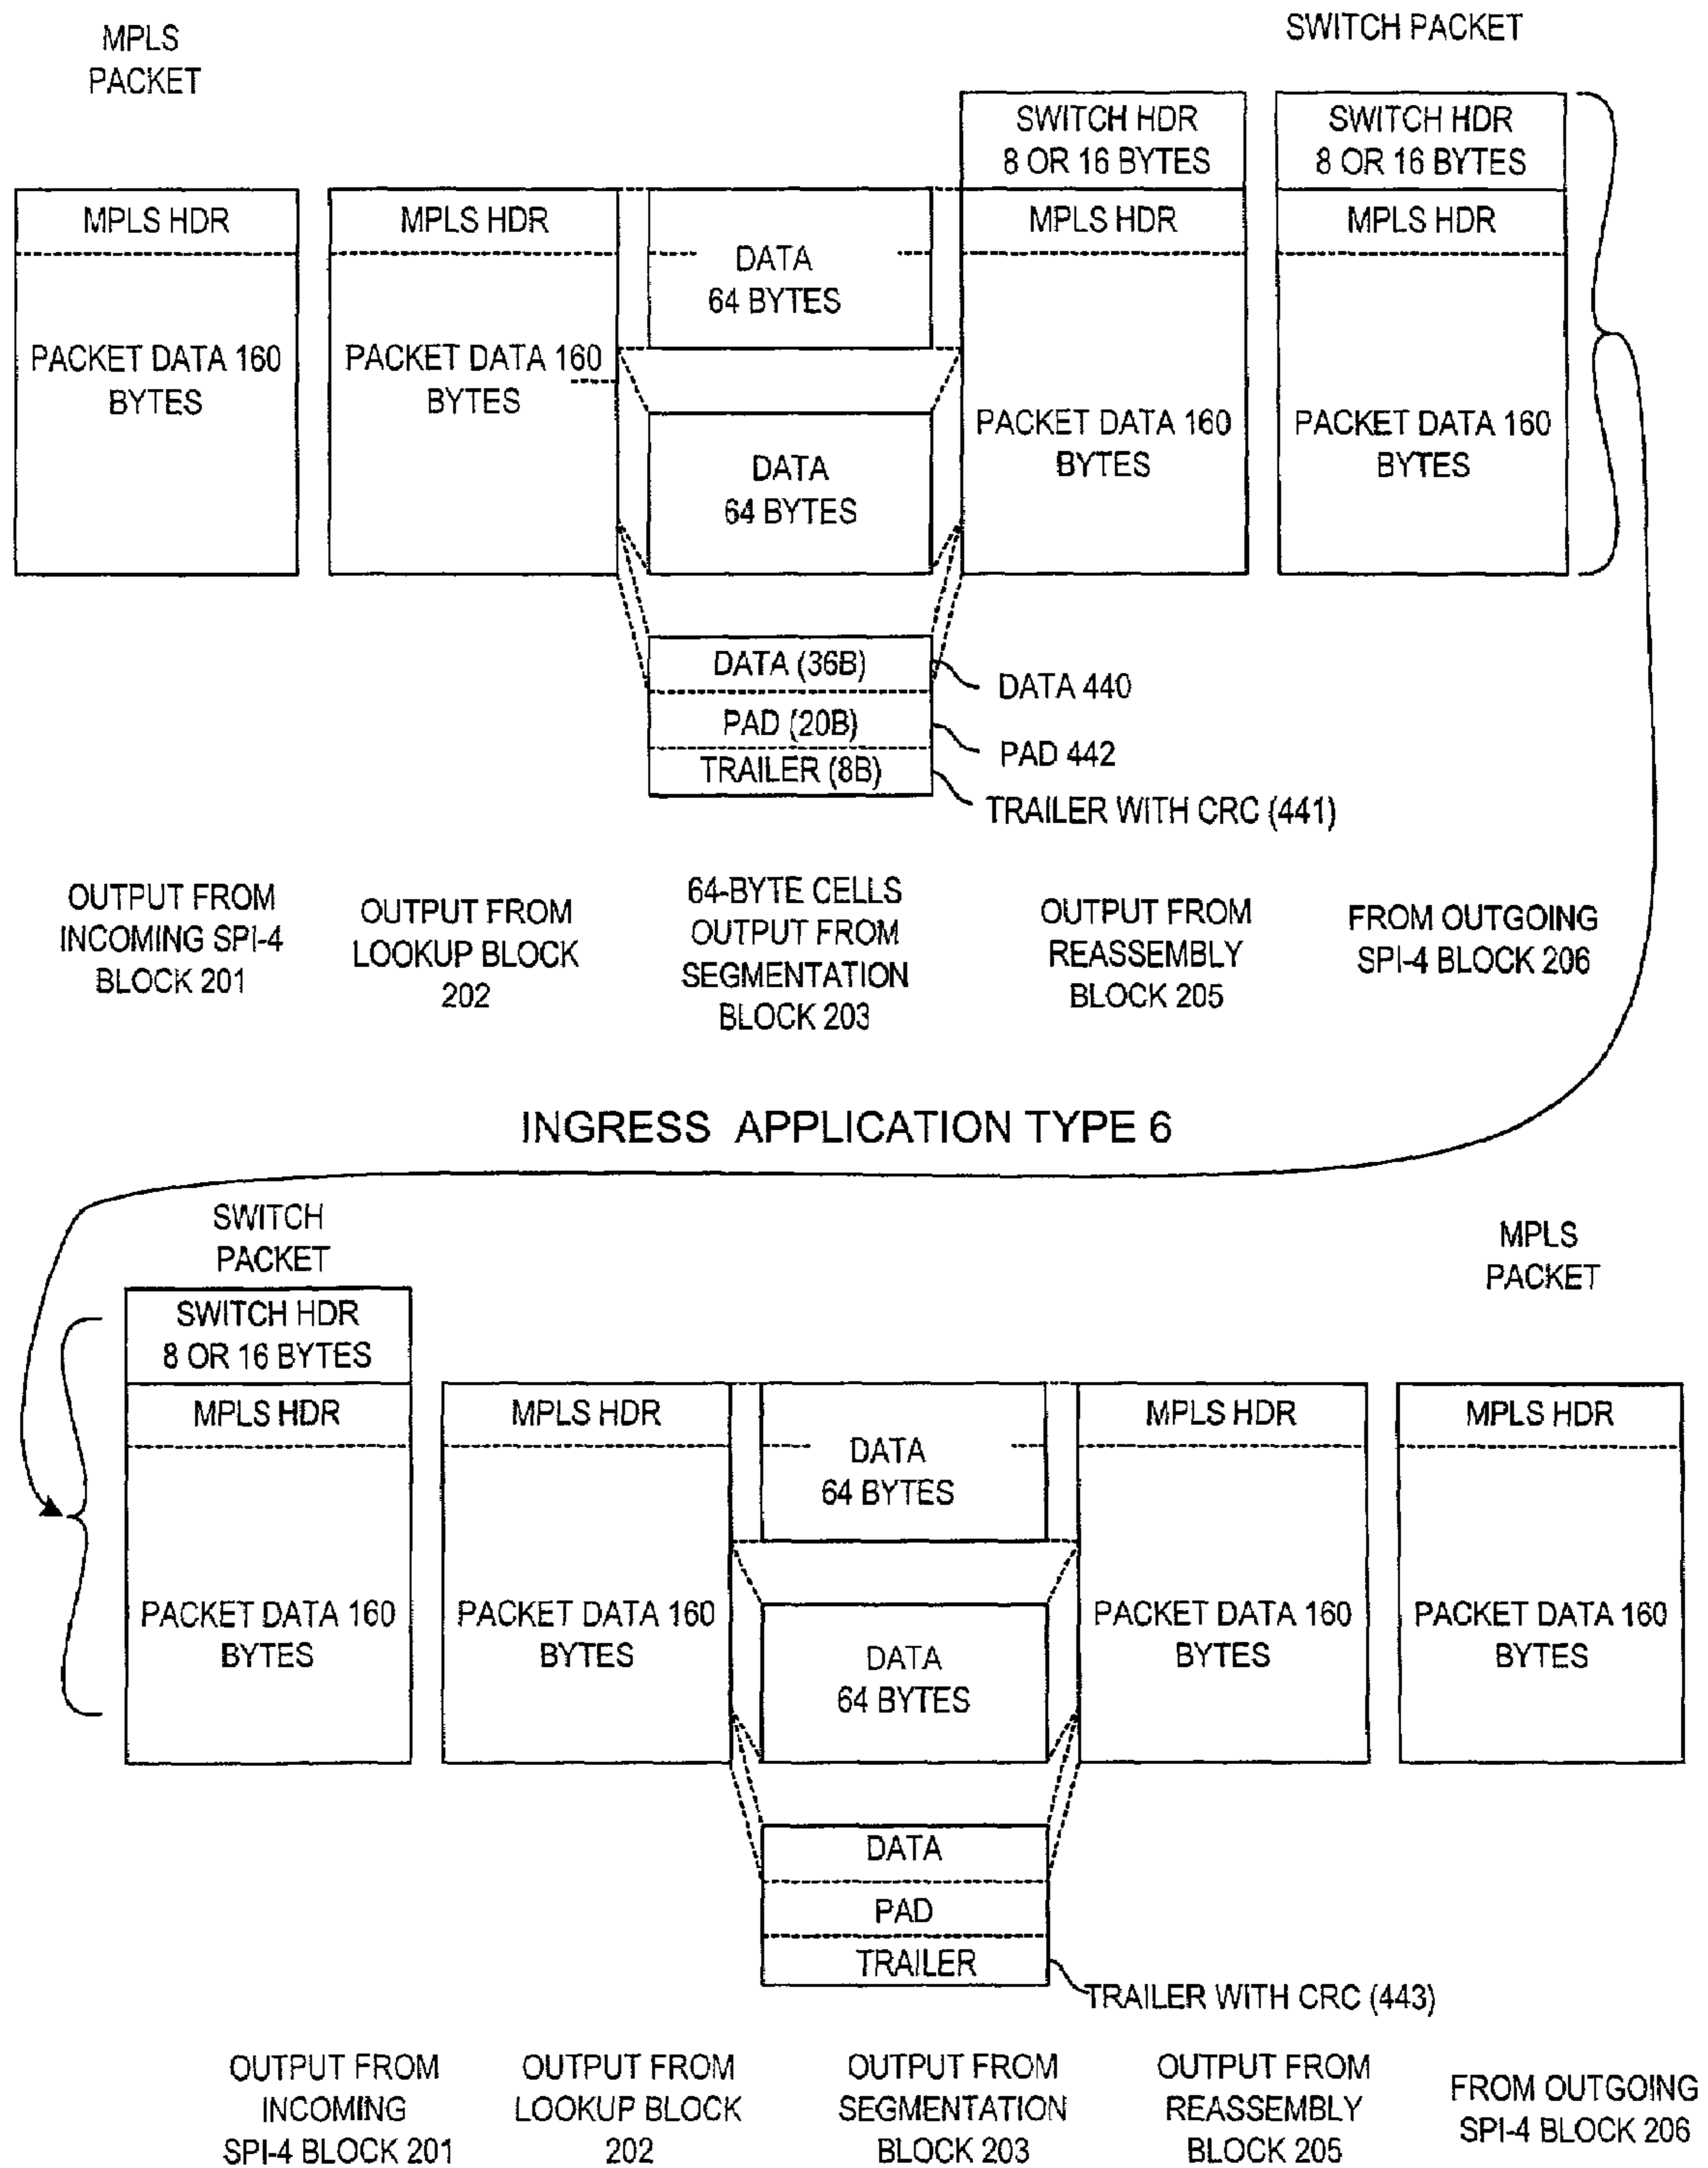 MPLS
PACKET
SWITCH PACKET
SWITCH HDR
8 OR 16 BYTES
SWITCH HDR
8 OR 16 BYTES
MPLS HDR
MPLS HDR
MPLS HDR
MPLS HDR
PACKET DATA 160
BYTES
PACKET DATA 160
BYTES
DATA
64 BYTES
DATA
64 BYTES
PACKET DATA 160
BYTES
PACKET DATA 160
BYTES
DATA (36B)
PAD (20B)
TRAILER (8B)
DATA 440
PAD 442
TRAILER WITH CRC (441)
OUTPUT FROM
INCOMING SPI-4
BLOCK 201
OUTPUT FROM
LOOKUP BLOCK
202
64-BYTE CELLS
OUTPUT FROM
SEGMENTATION
BLOCK 203
OUTPUT FROM
REASSEMBLY
BLOCK 205
FROM OUTGOING
SPI-4 BLOCK 206
INGRESS APPLICATION TYPE 6
SWITCH
PACKET
MPLS
PACKET
SWITCH HDR
8 OR 16 BYTES
MPLS HDR
MPLS HDR
MPLS HDR
MPLS HDR
PACKET DATA 160
BYTES
PACKET DATA 160
BYTES
DATA
64 BYTES
DATA
64 BYTES
PACKET DATA 160
BYTES
PACKET DATA 160
BYTES
DATA
PAD
TRAILER
TRAILER WITH CRC (443)
OUTPUT FROM
INCOMING
SPI-4 BLOCK 201
OUTPUT FROM
LOOKUP BLOCK
202
OUTPUT FROM
SEGMENTATION
BLOCK 203
OUTPUT FROM
REASSEMBLY
BLOCK 205
FROM OUTGOING
SPI-4 BLOCK 206